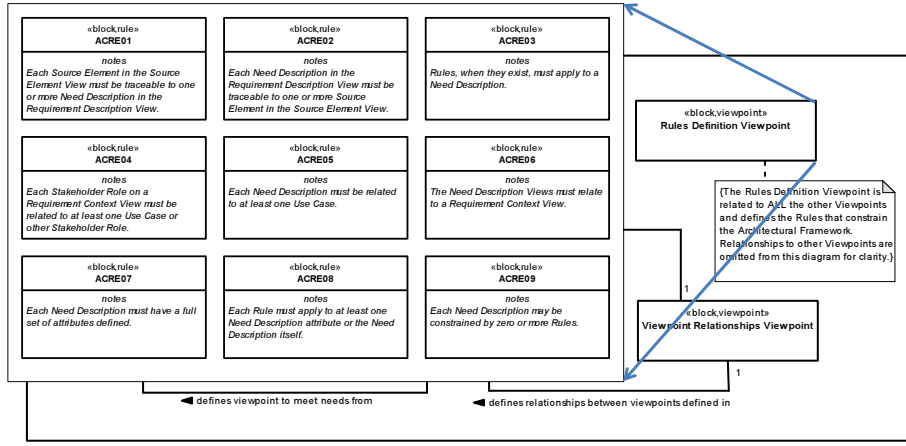 «block,rule»
ACRE01
notes
Each Source Element in the Source
Element View must be traceable to one
or more Need Description in the
Requirement Description View.
«block,rule»
ACRE02
notes
Each Need Description in the
Requirement Description View must be
traceable to one or more Source
Element in the Source Element View.
«block,rule»
ACRE03
notes
Rules, when they exist, must apply to a
Need Description.
«block,rule»
ACRE04
notes
Each Stakeholder Role on a
Requirement Context View must be
related to at least one Use Case or
other Stakeholder Role.
«block,rule»
ACRE05
notes
Each Need Description must be related
to at least one Use Case.
«block,rule»
ACRE06
notes
The Need Description Views must relate
to a Requirement Context View.
«block,rule»
ACRE07
notes
Each Need Description must have a full
set of attributes defined.
«block,rule»
ACRE08
notes
Each Rule must apply to at least one
Need Description attribute or the Need
Description itself.
«block,rule»
ACRE09
notes
Each Need Description may be
constrained by zero or more Rules.
«block,viewpoint»
Rules Definition Viewpoint
{The Rules Definition Viewpoint is
related to ALL the other Viewpoints
and defines the Rules that constrain
the Architectural Framework.
Relationships to other Viewpoints are
omitted from this diagram for clarity.}
1
«block,viewpoint»
Viewpoint Relationships Viewpoint
1
defines viewpoint to meet needs from
defines relationships between viewpoints defined in